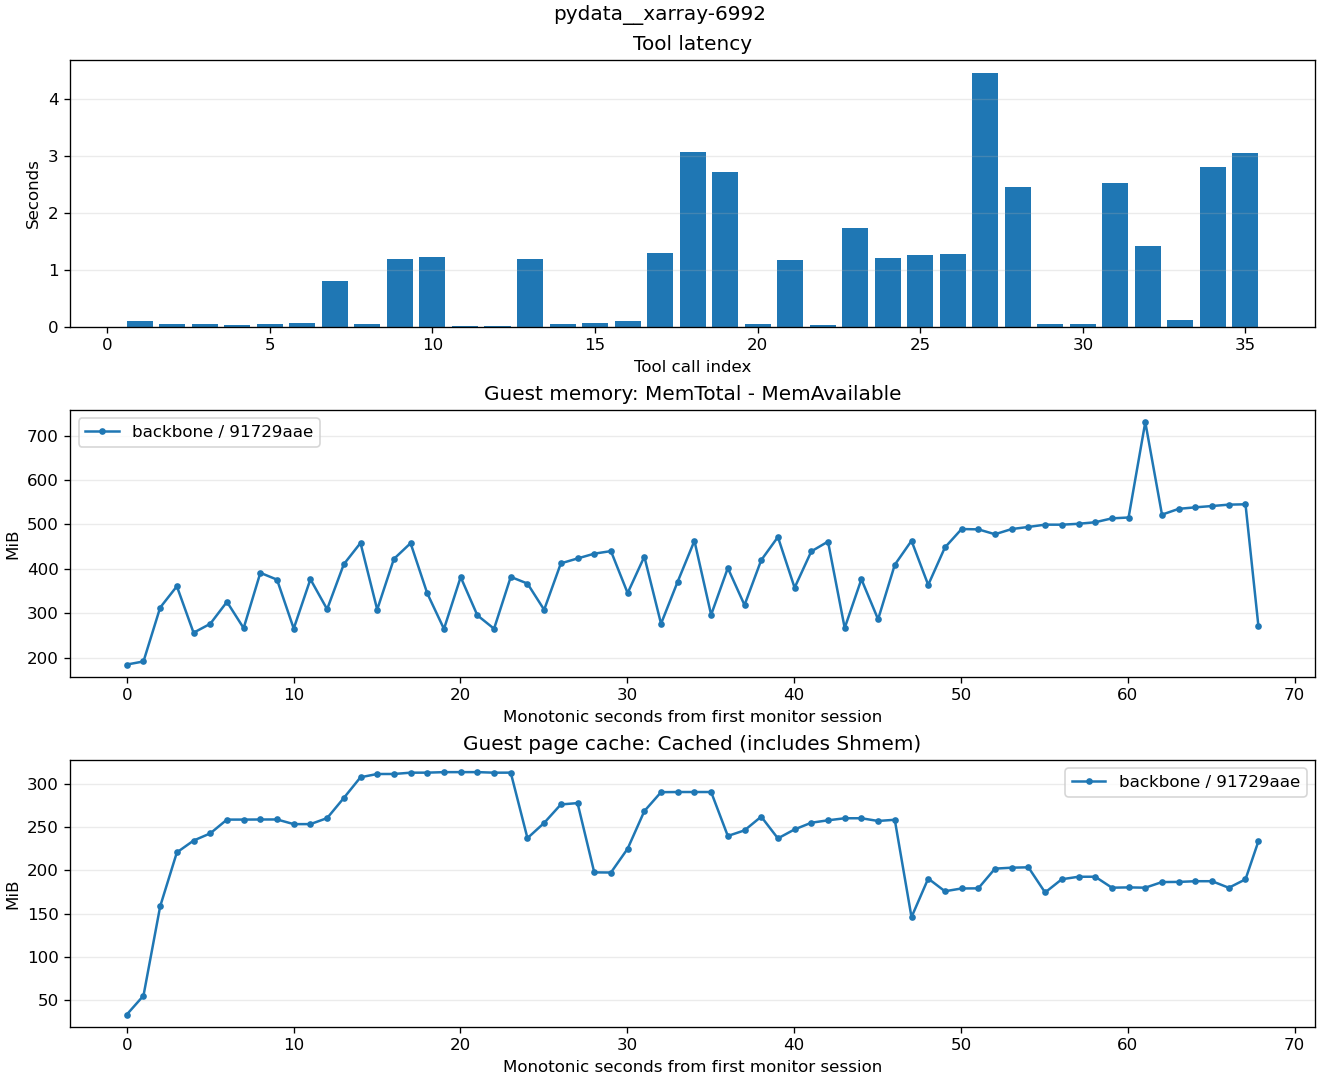 pydata__xarray-6992
Tool latency
4
3
2
1
0
Seconds
0 5 10 15 20 25 30 35
Tool call index
Guest memory: MemTotal - MemAvailable
backbone / 91729aae
700
600
500
400
300
200
MiB
0 10 20 30 40 50 60 70
Monotonic seconds from first monitor session
Guest page cache: Cached (includes Shmem)
backbone / 91729aae
300
250
200
150
100
50
MiB
0 10 20 30 40 50 60 70
Monotonic seconds from first monitor session